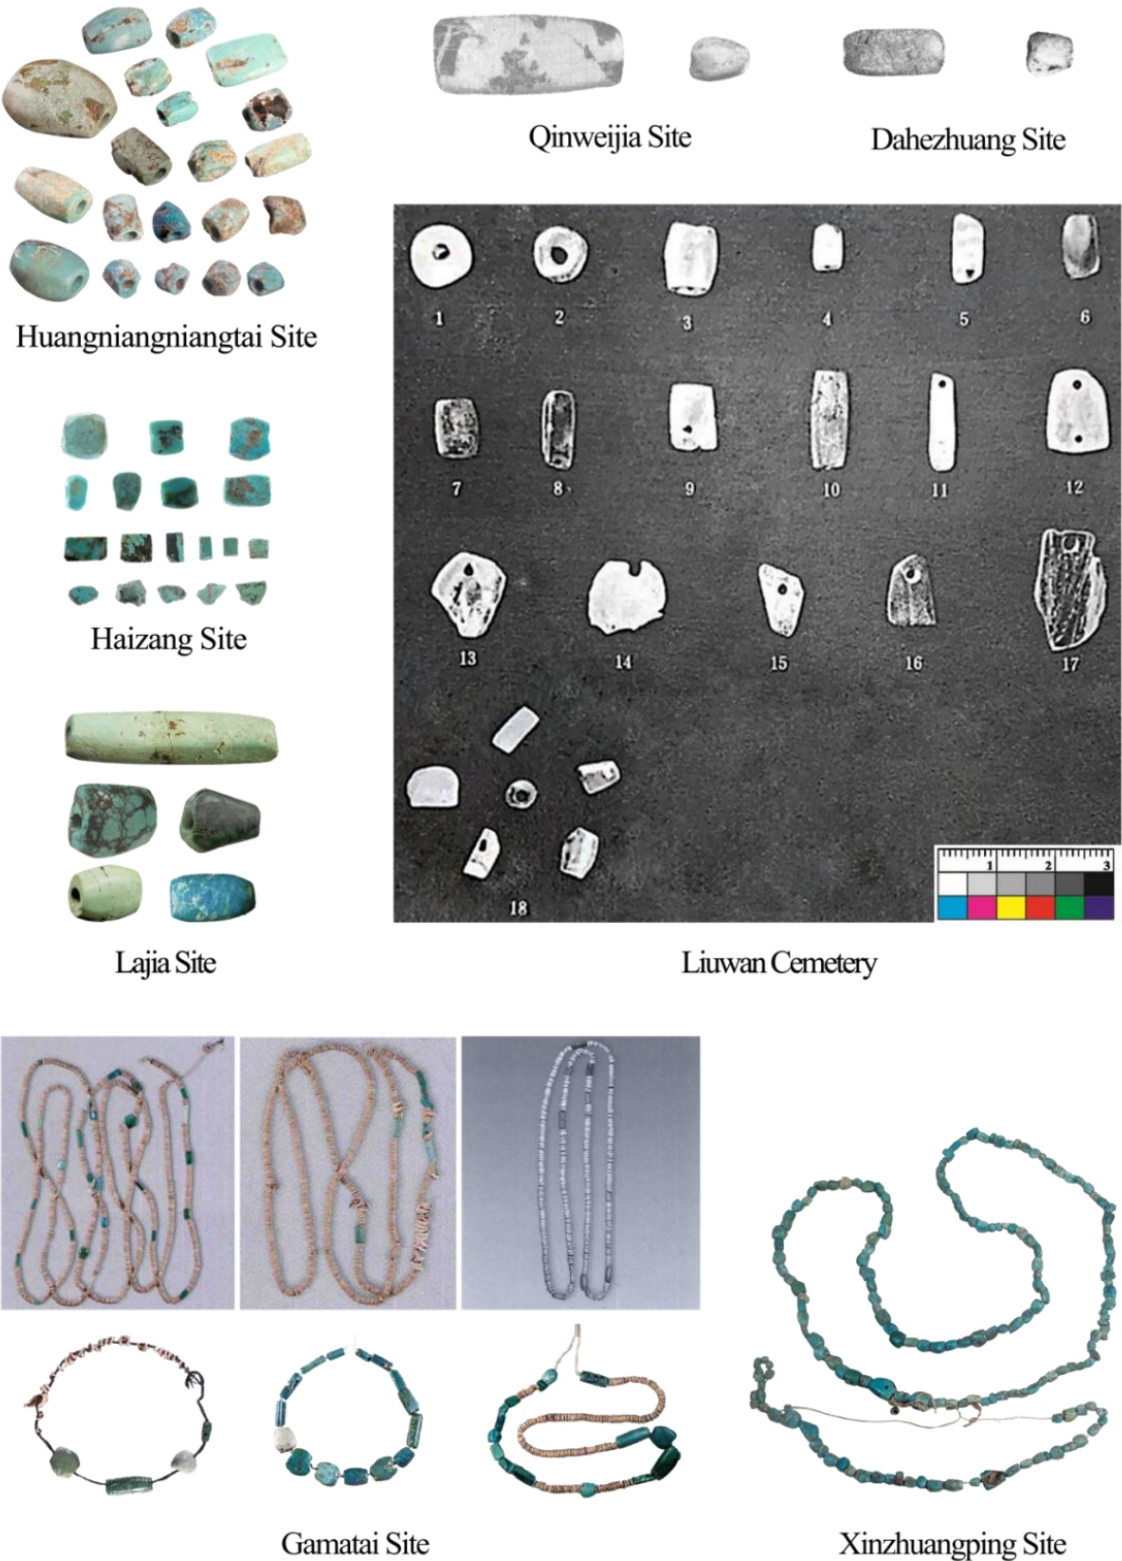 Qinweijia Site
Dahezhuang Site
Huangniangniangtai Site
1 2 3 4 5 6
7 8 9 10 11 12
13 14 15 16 17
18
1 2 3
Haizang Site
Lajia Site
Liuwan Cemetery
Gamatai Site
Xinzhuangping Site